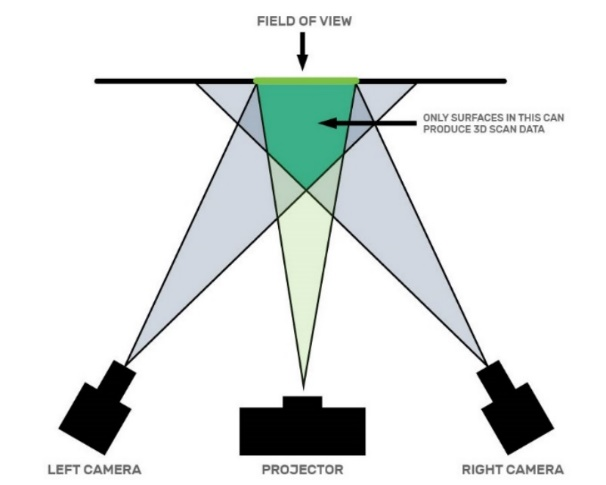 FIELD OF VIEW
ONLY SURFACES IN THIS CAN
PRODUCE 3D SCAN DATA
LEFT CAMERA
PROJECTOR
RIGHT CAMERA